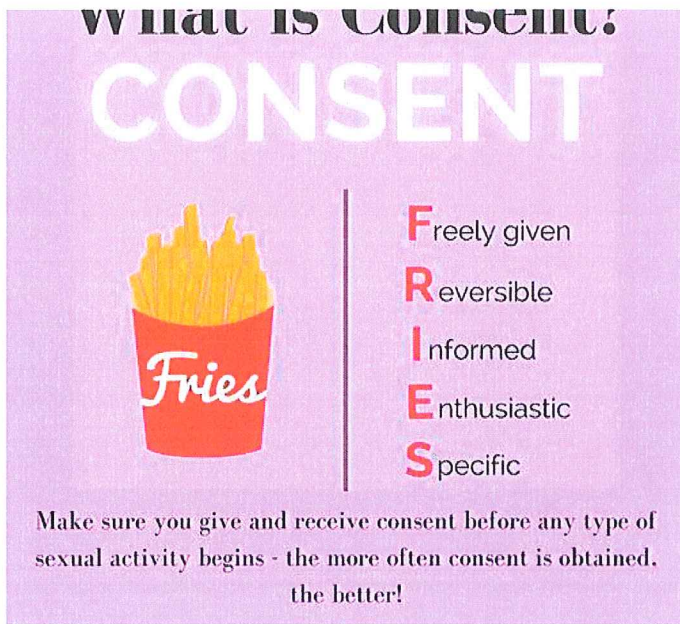 What is Consent?
CONSENT
Fries
Freely given
Reversible
Informed
Enthusiastic
Specific
Make sure you give and receive consent before any type of
sexual activity begins - the more often consent is obtained,
the better!